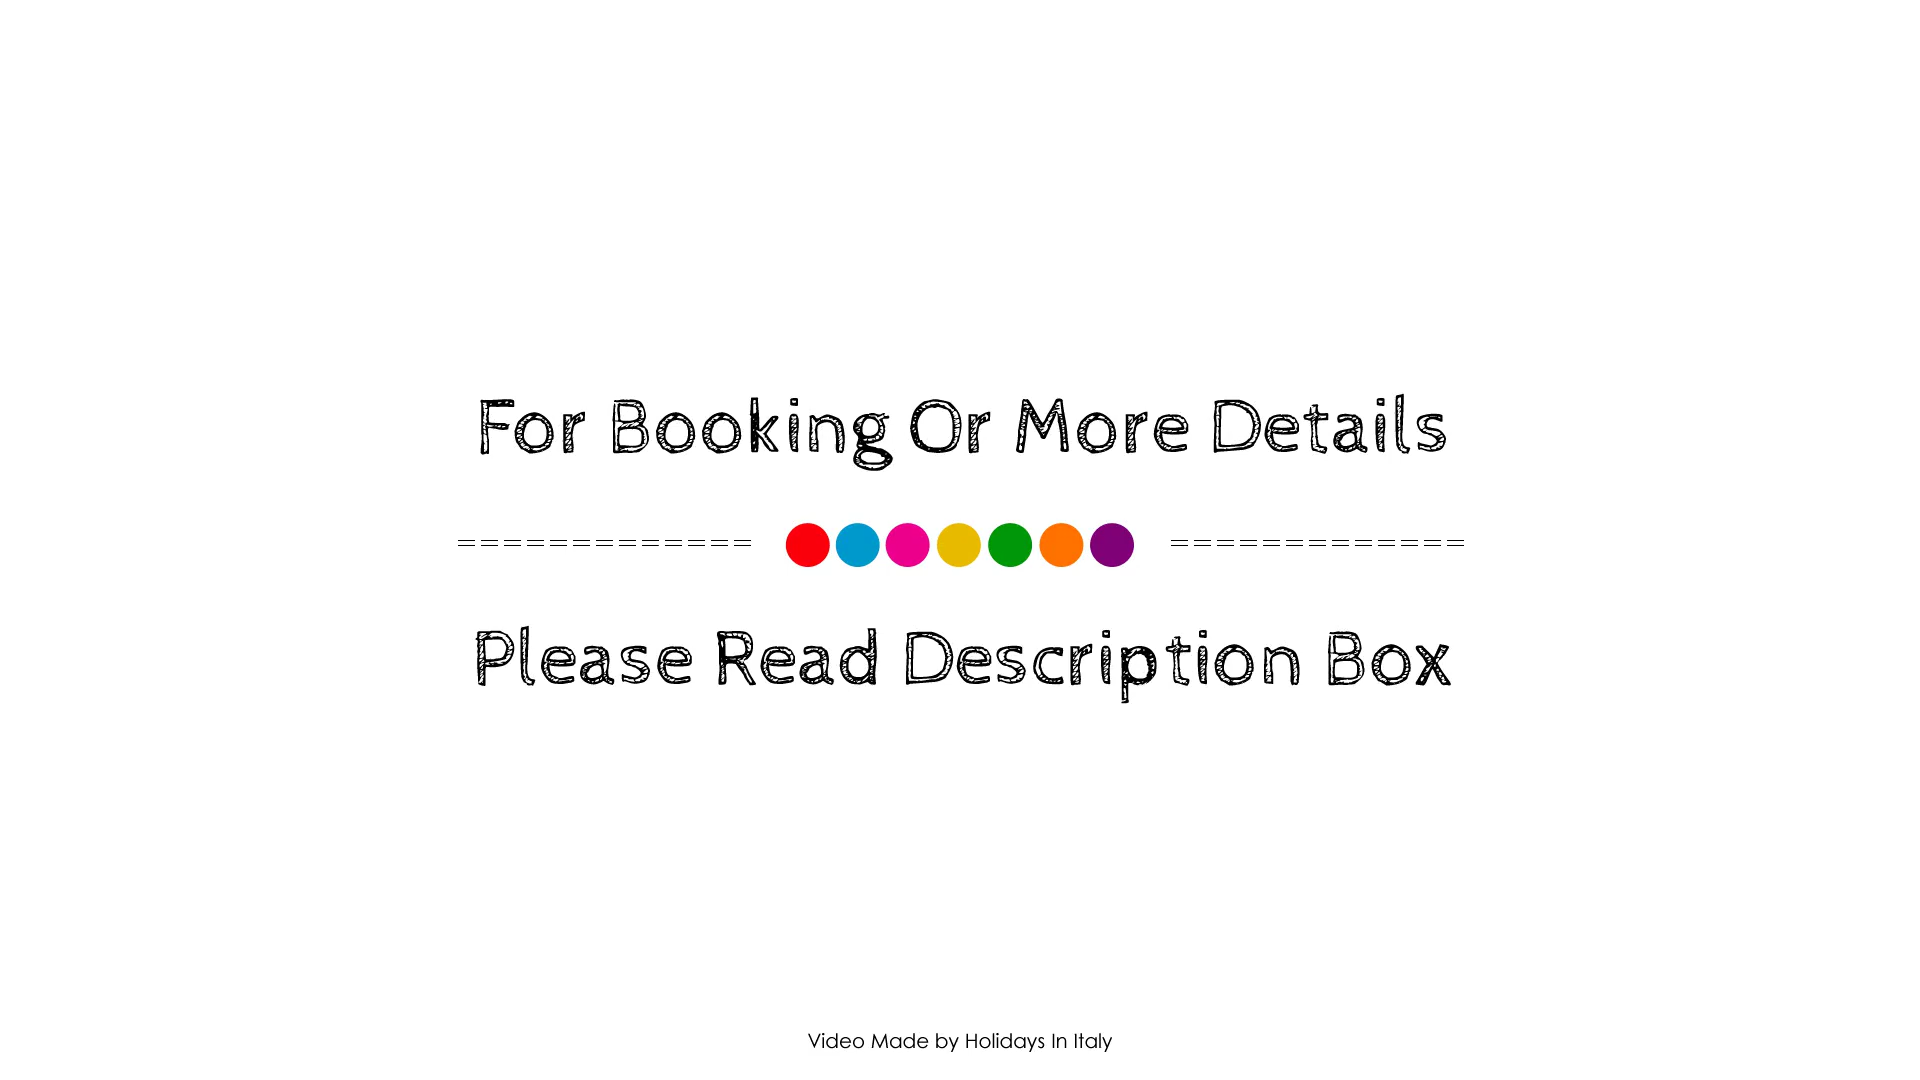 For Booking Or More Details
============= =============
Please Read Description Box
Video Made by Holidays In Italy